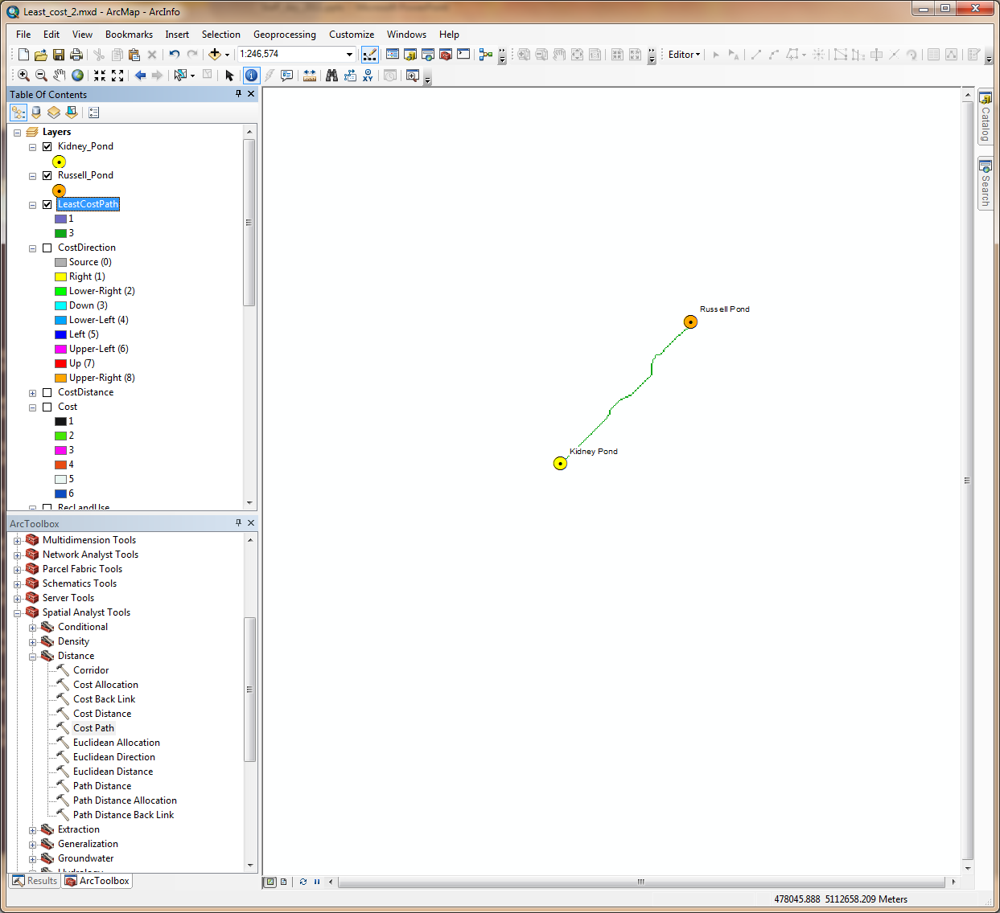 Least_cost_2.mxd - ArcMap - ArcInfo
File Edit View Bookmarks Insert Selection Geoprocessing Customize Windows Help
1:246,574
Editor
XY
Table Of Contents
Layers
Kidney_Pond
Russell_Pond
LeastCostPath
1
3
CostDirection
Source (0)
Right (1)
Lower-Right (2)
Down (3)
Lower-Left (4)
Left (5)
Upper-Left (6)
Up (7)
Upper-Right (8)
CostDistance
Cost
1
2
3
4
5
6
RecLandUse
ArcToolbox
Multidimension Tools
Network Analyst Tools
Parcel Fabric Tools
Schematics Tools
Server Tools
Spatial Analyst Tools
Conditional
Density
Distance
Corridor
Cost Allocation
Cost Back Link
Cost Distance
Cost Path
Euclidean Allocation
Euclidean Direction
Euclidean Distance
Path Distance
Path Distance Allocation
Path Distance Back Link
Extraction
Generalization
Groundwater
Hydrology
Results ArcToolbox
Russell Pond
Kidney Pond
Catalog
Search
478045.888 5112658.209 Meters